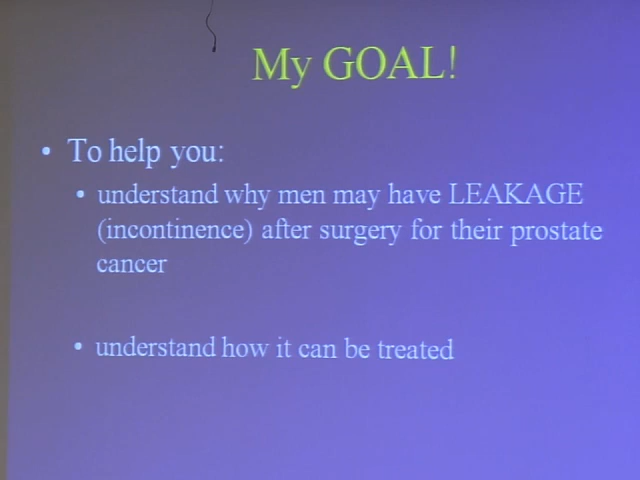 My GOAL!
• To help you:
• understand why men may have LEAKAGE
(incontinence) after surgery for their prostate
cancer
• understand how it can be treated